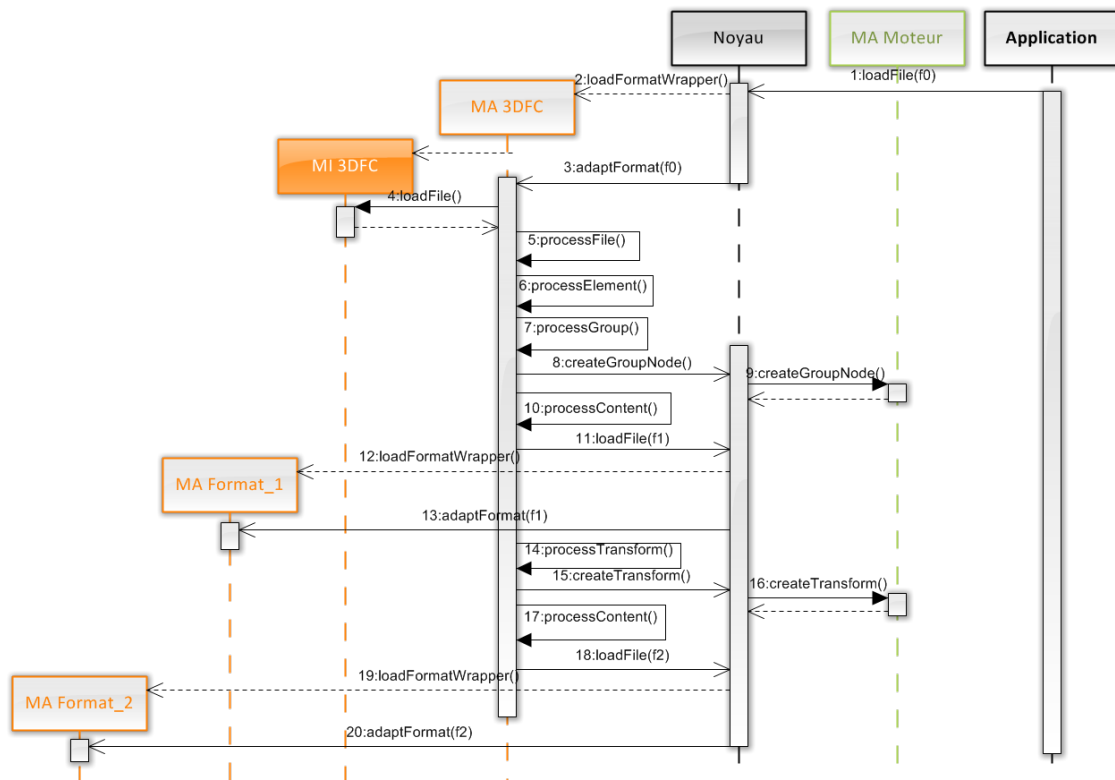 Noyau
MA Moteur
Application
1:loadFile(f0)
2:loadFormatWrapper()
MA 3DFC
MI 3DFC
3:adaptFormat(f0)
4:loadFile()
5:processFile()
6:processElement()
7:processGroup()
8:createGroupNode()
9:createGroupNode()
10:processContent()
11:loadFile(f1)
12:loadFormatWrapper()
MA Format_1
13:adaptFormat(f1)
14:processTransform()
15:createTransform()
16:createTransform()
17:processContent()
18:loadFile(f2)
19:loadFormatWrapper()
MA Format_2
20:adaptFormat(f2)